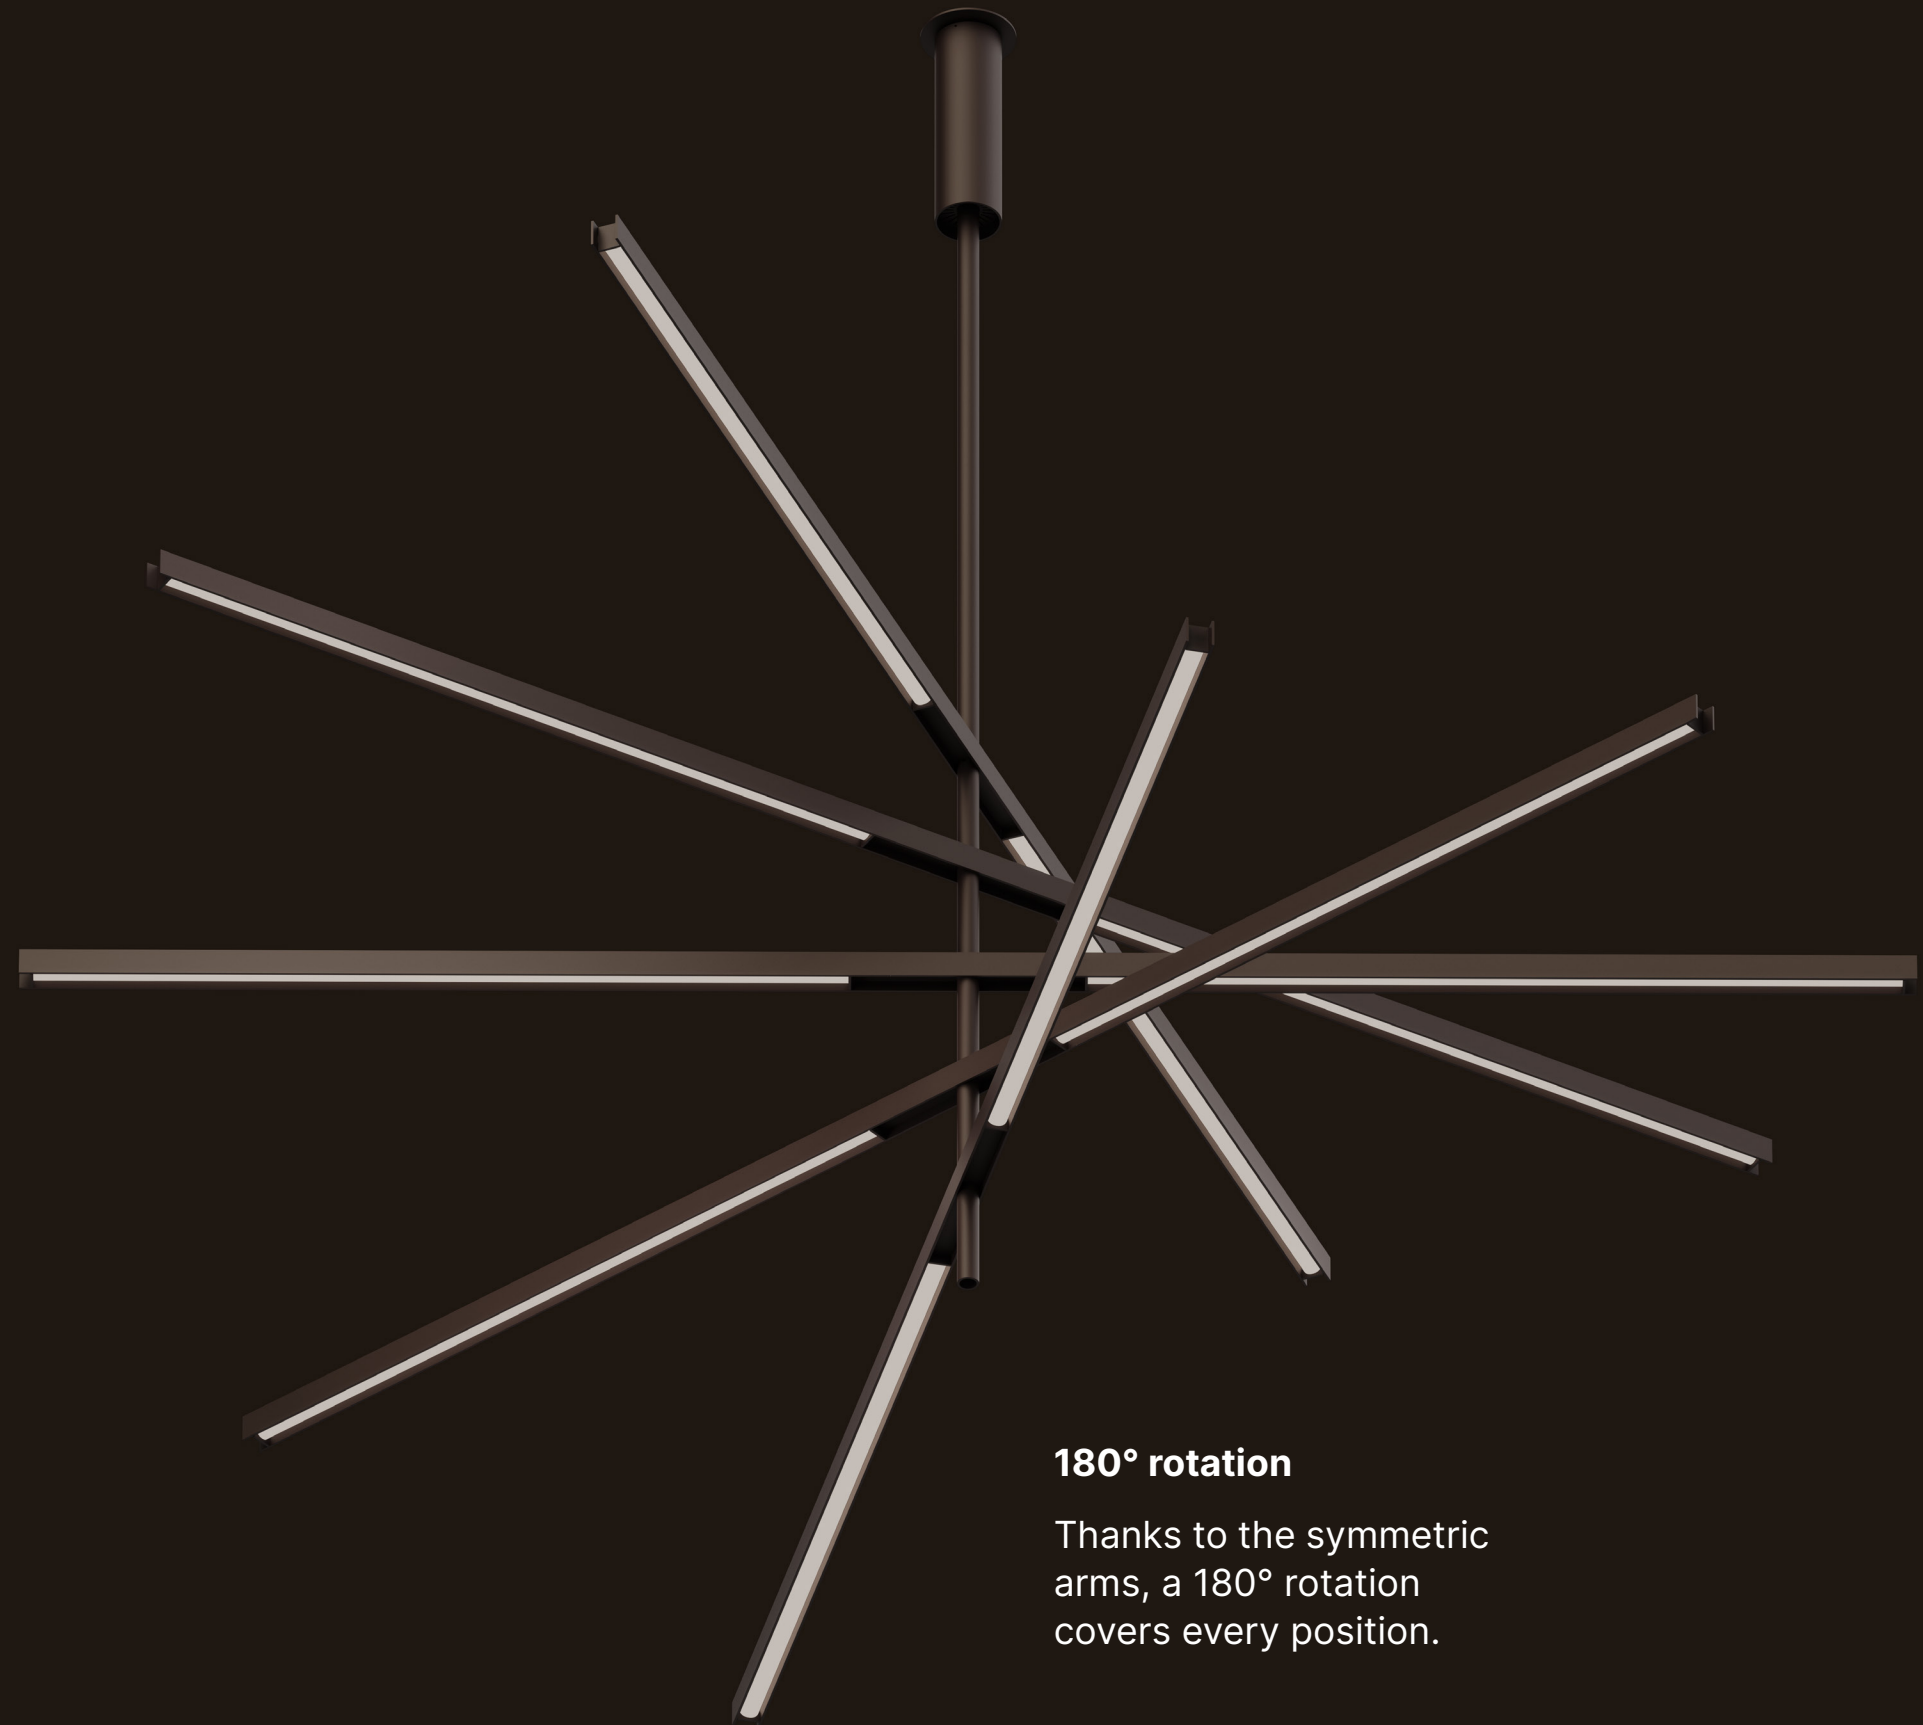 180° rotation
Thanks to the symmetric
arms, a 180° rotation
covers every position.